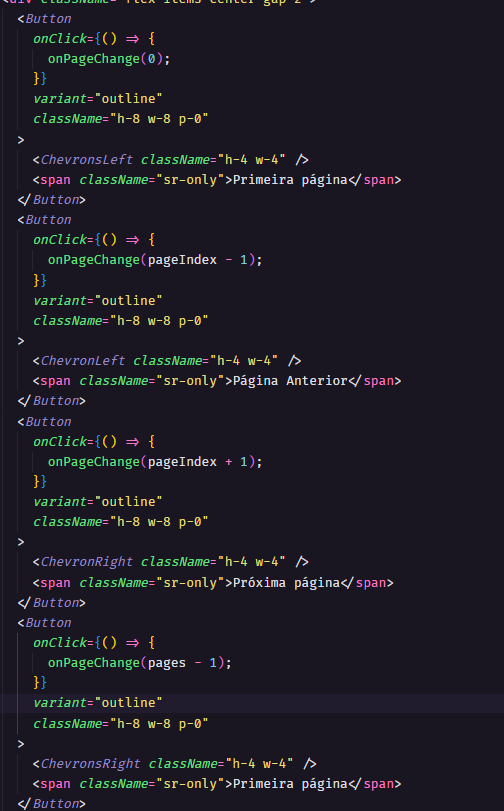 <div className="flex items-center gap-2">
<Button
onClick={() => {
onPageChange(0);
}}
variant="outline"
className="h-8 w-8 p-0"
>
<ChevronsLeft className="h-4 w-4" />
<span className="sr-only">Primeira página</span>
</Button>
<Button
onClick={() => {
onPageChange(pageIndex - 1);
}}
variant="outline"
className="h-8 w-8 p-0"
>
<ChevronLeft className="h-4 w-4" />
<span className="sr-only">Página Anterior</span>
</Button>
<Button
onClick={() => {
onPageChange(pageIndex + 1);
}}
variant="outline"
className="h-8 w-8 p-0"
>
<ChevronRight className="h-4 w-4" />
<span className="sr-only">Próxima página</span>
</Button>
<Button
onClick={() => {
onPageChange(pages - 1);
}}
variant="outline"
className="h-8 w-8 p-0"
>
<ChevronsRight className="h-4 w-4" />
<span className="sr-only">Primeira página</span>
</Button>